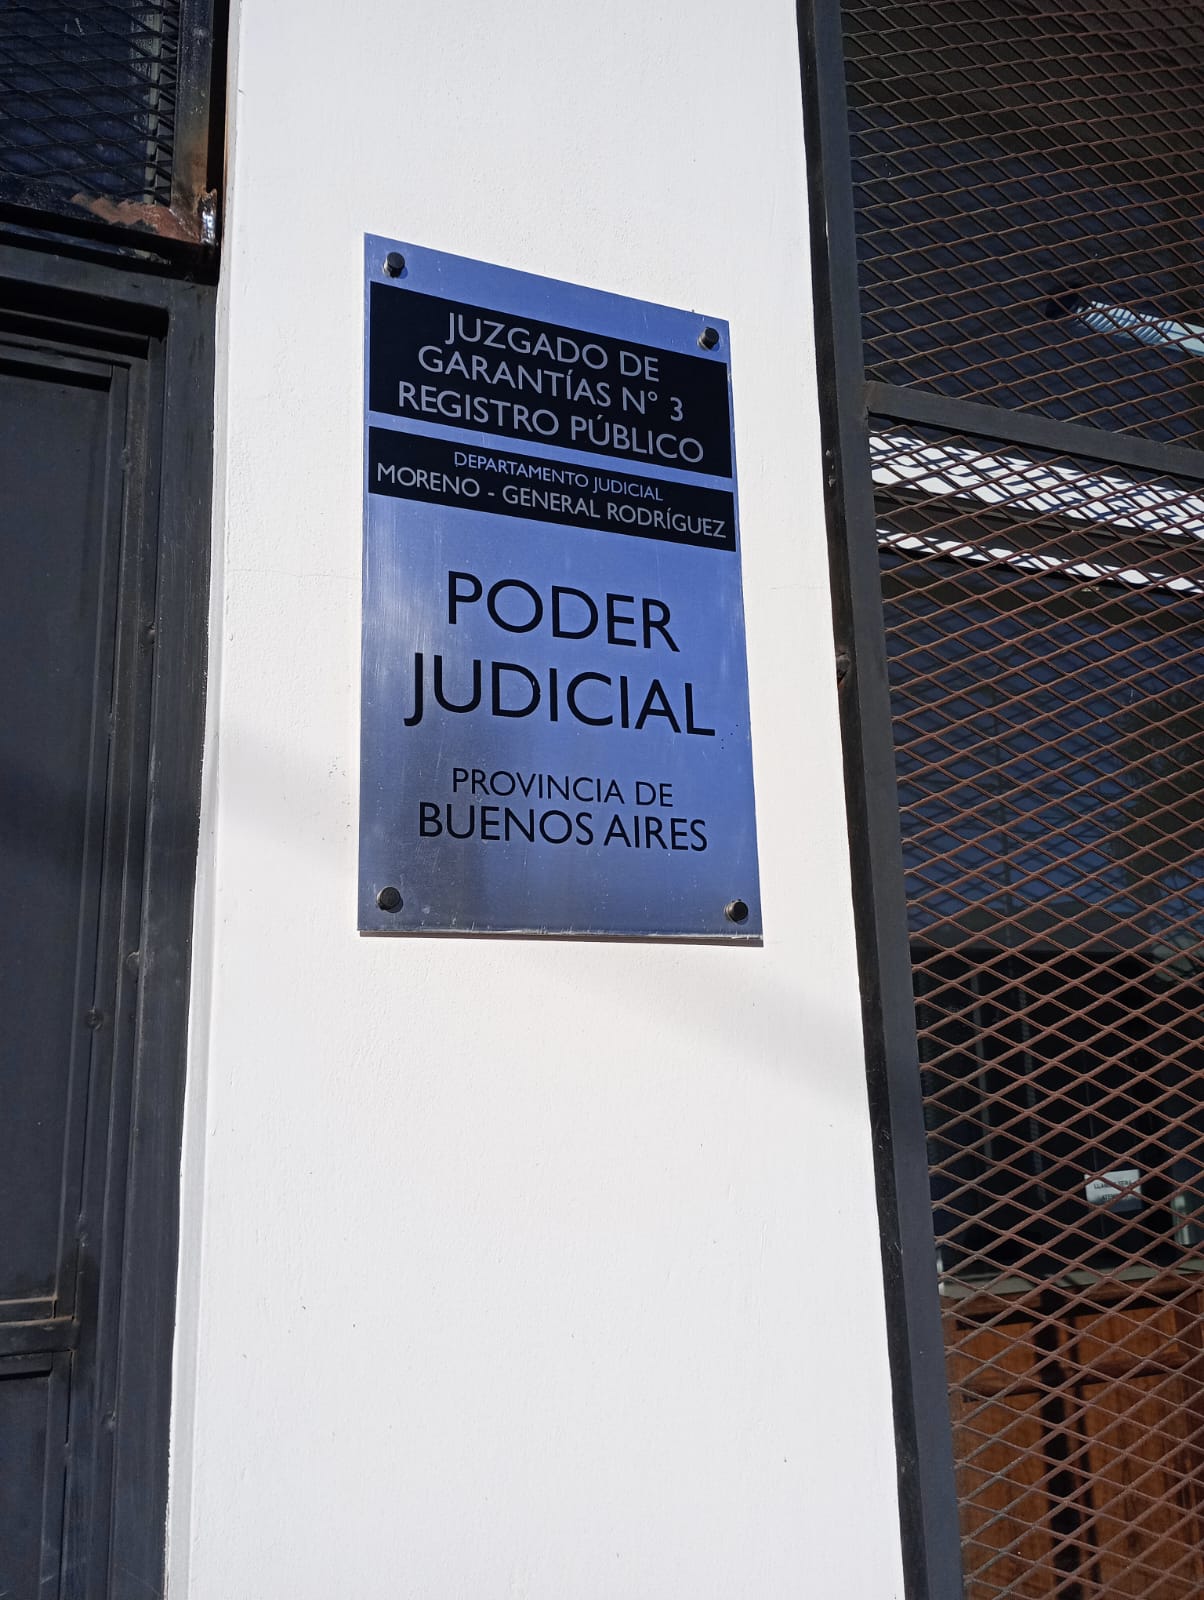 JUZGADO DE
GARANTÍAS N° 3
REGISTRO PÚBLICO
DEPARTAMENTO JUDICIAL
MORENO - GENERAL RODRÍGUEZ
PODER
JUDICIAL
PROVINCIA DE
BUENOS AIRES